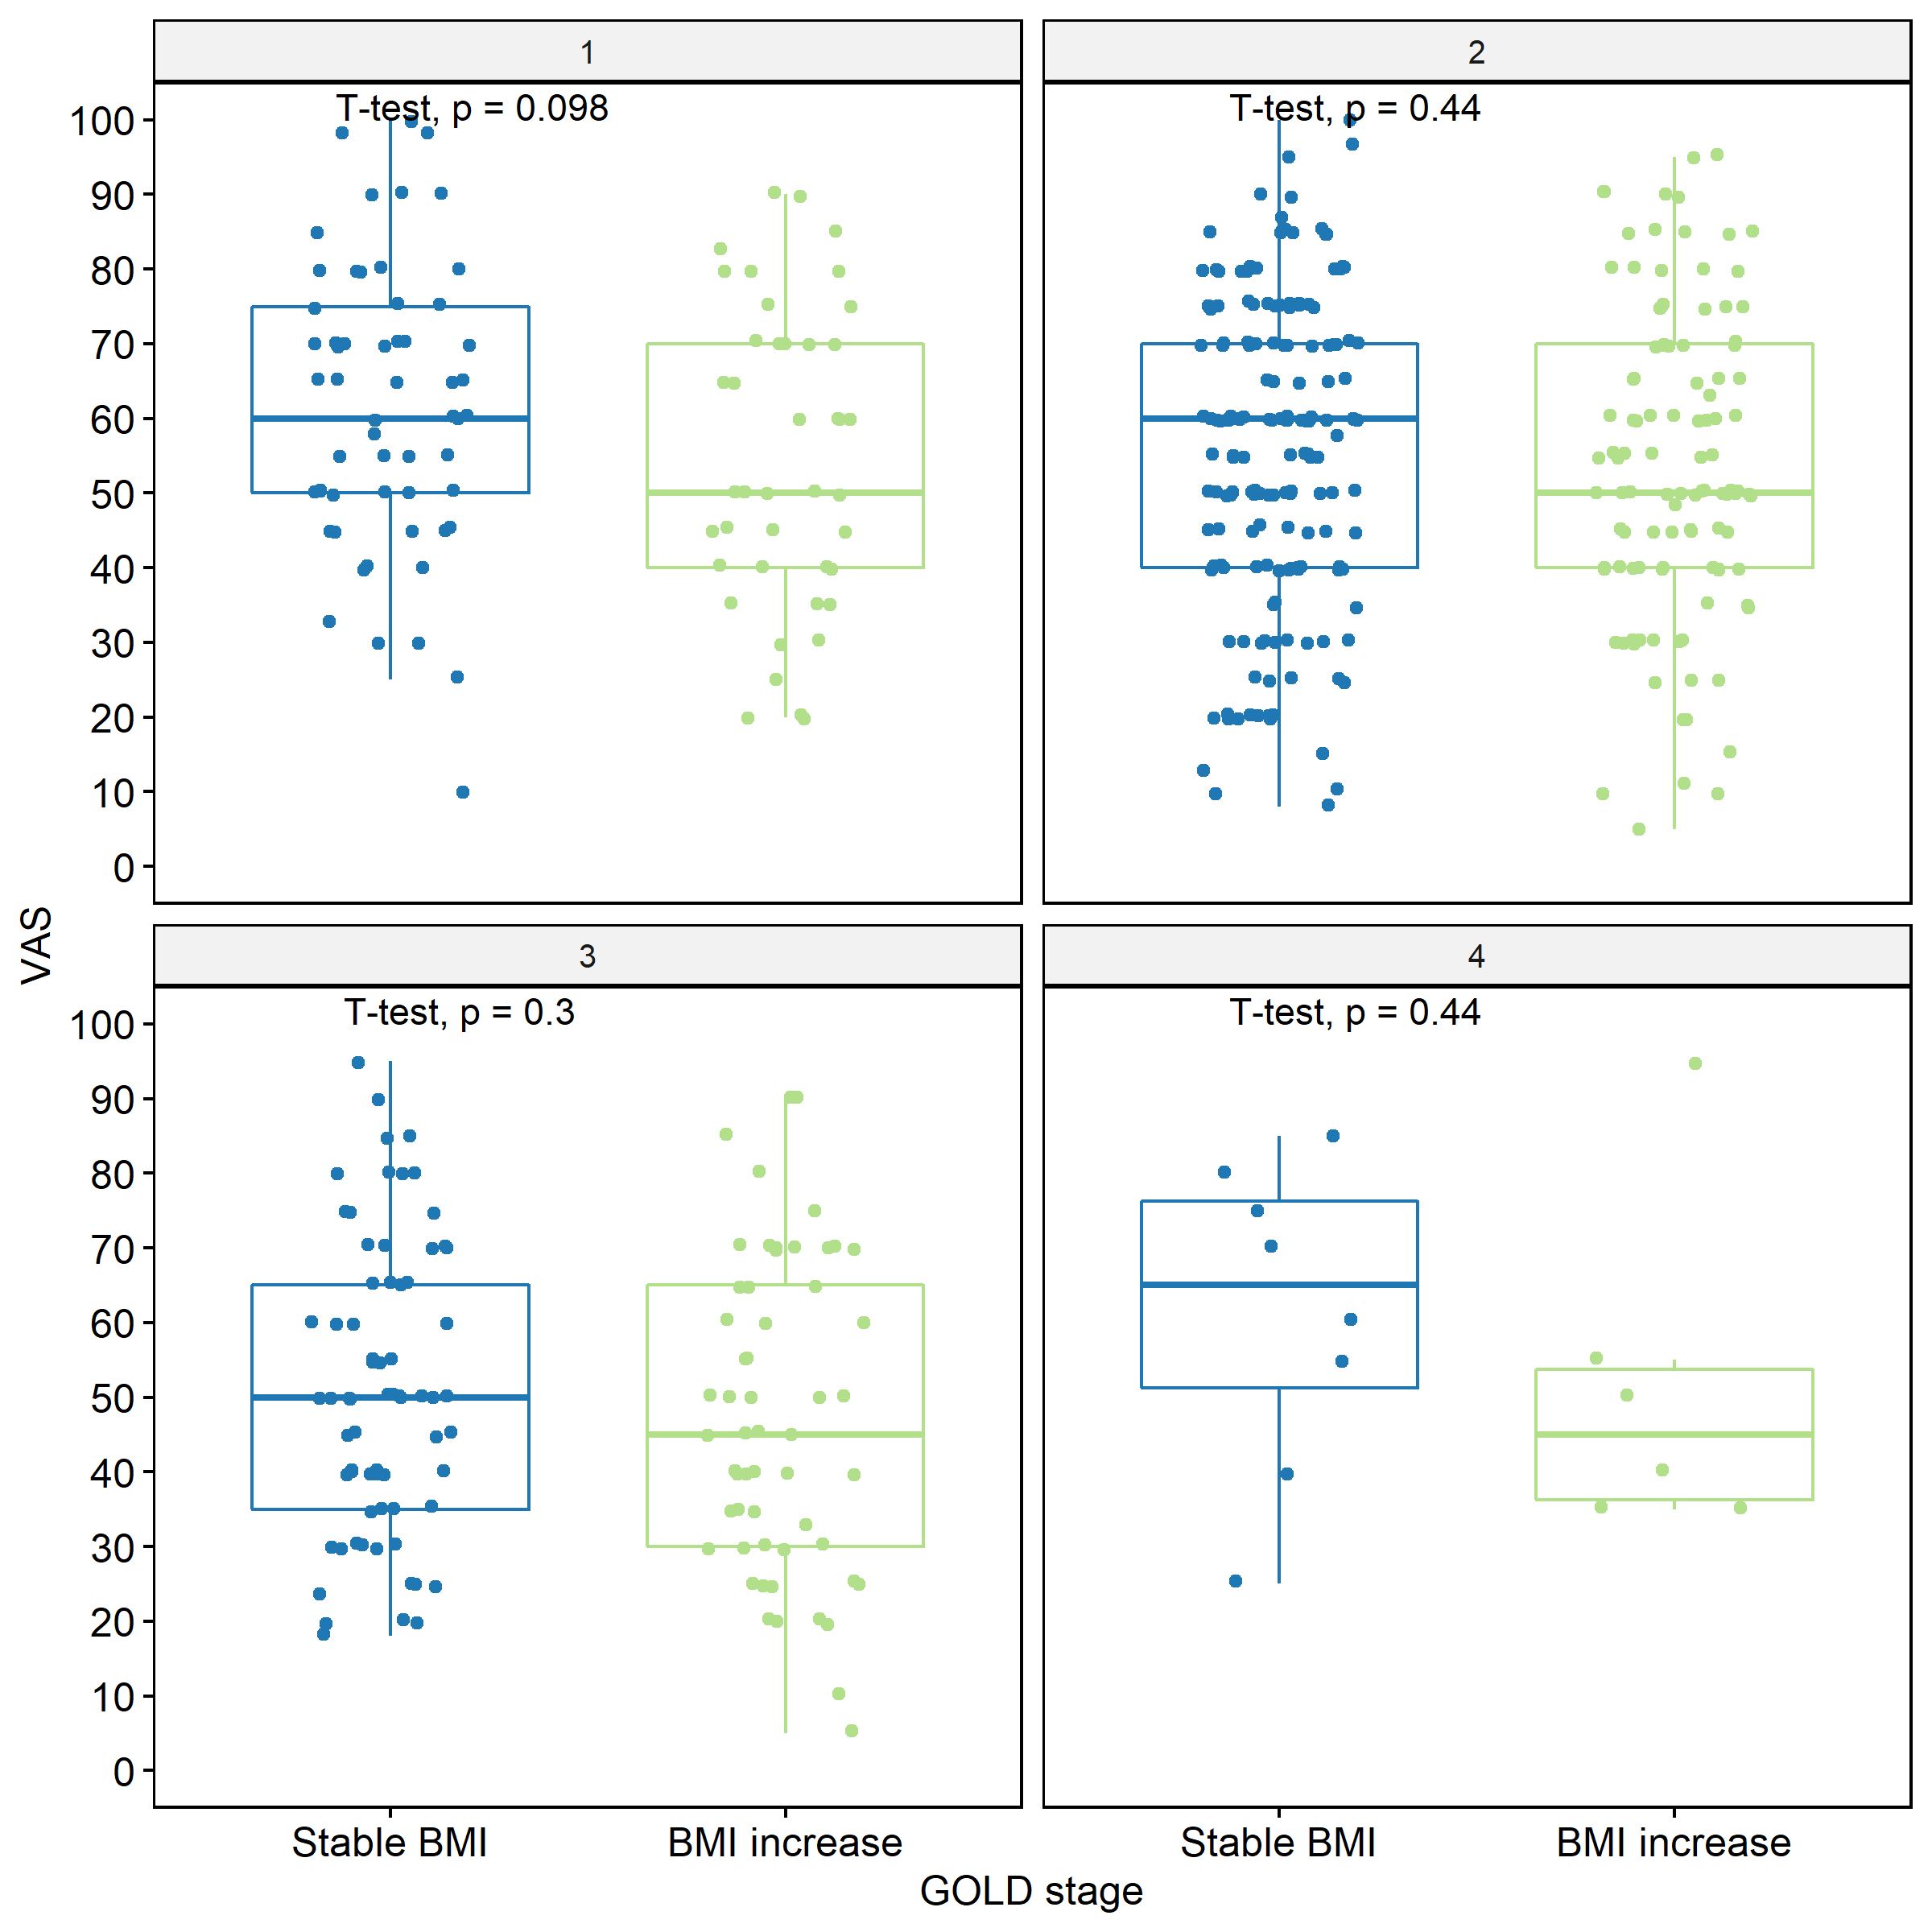 1
2
T-test, p = 0.098
T-test, p = 0.44
100
90
80
70
60
50
40
30
20
10
0
VAS
3
4
T-test, p = 0.3
T-test, p = 0.44
100
90
80
70
60
50
40
30
20
10
0
Stable BMI
BMI increase
Stable BMI
BMI increase
GOLD stage